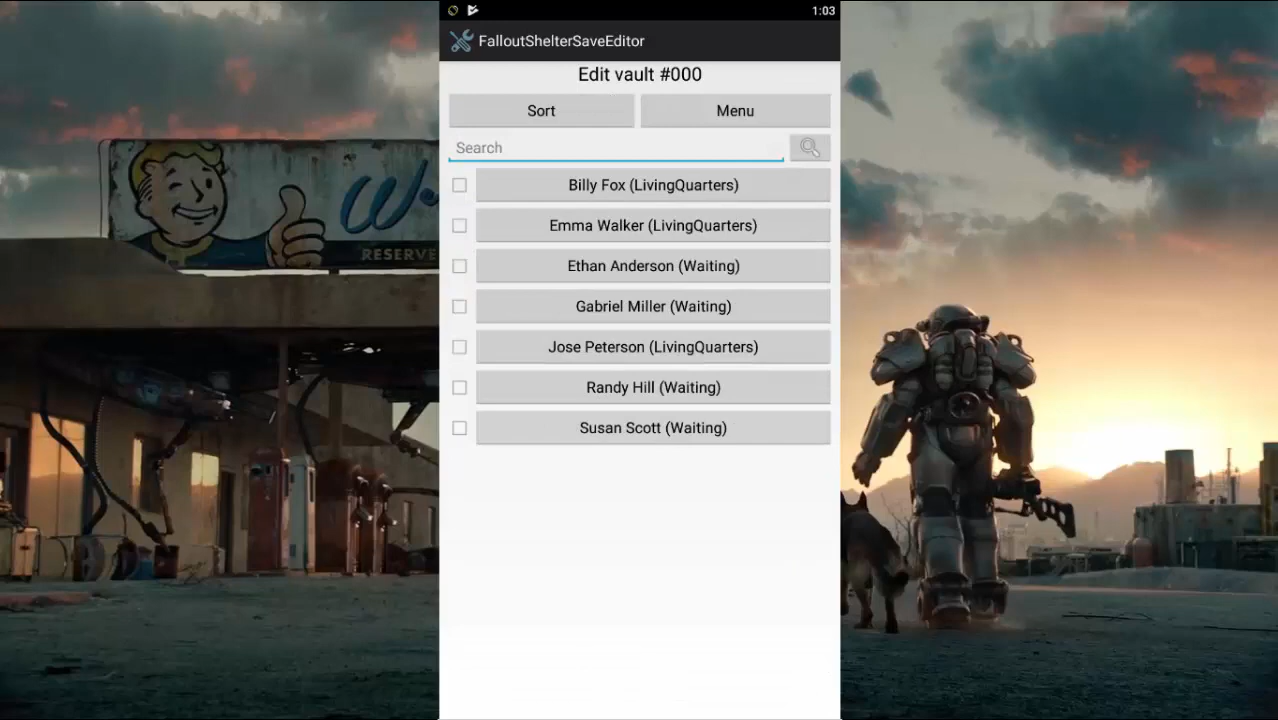 1:03
FalloutShelterSaveEditor
Edit vault #000
Sort
Menu
Search
Billy Fox (LivingQuarters)
Emma Walker (LivingQuarters)
Ethan Anderson (Waiting)
Gabriel Miller (Waiting)
Jose Peterson (LivingQuarters)
Randy Hill (Waiting)
Susan Scott (Waiting)
RESERVE